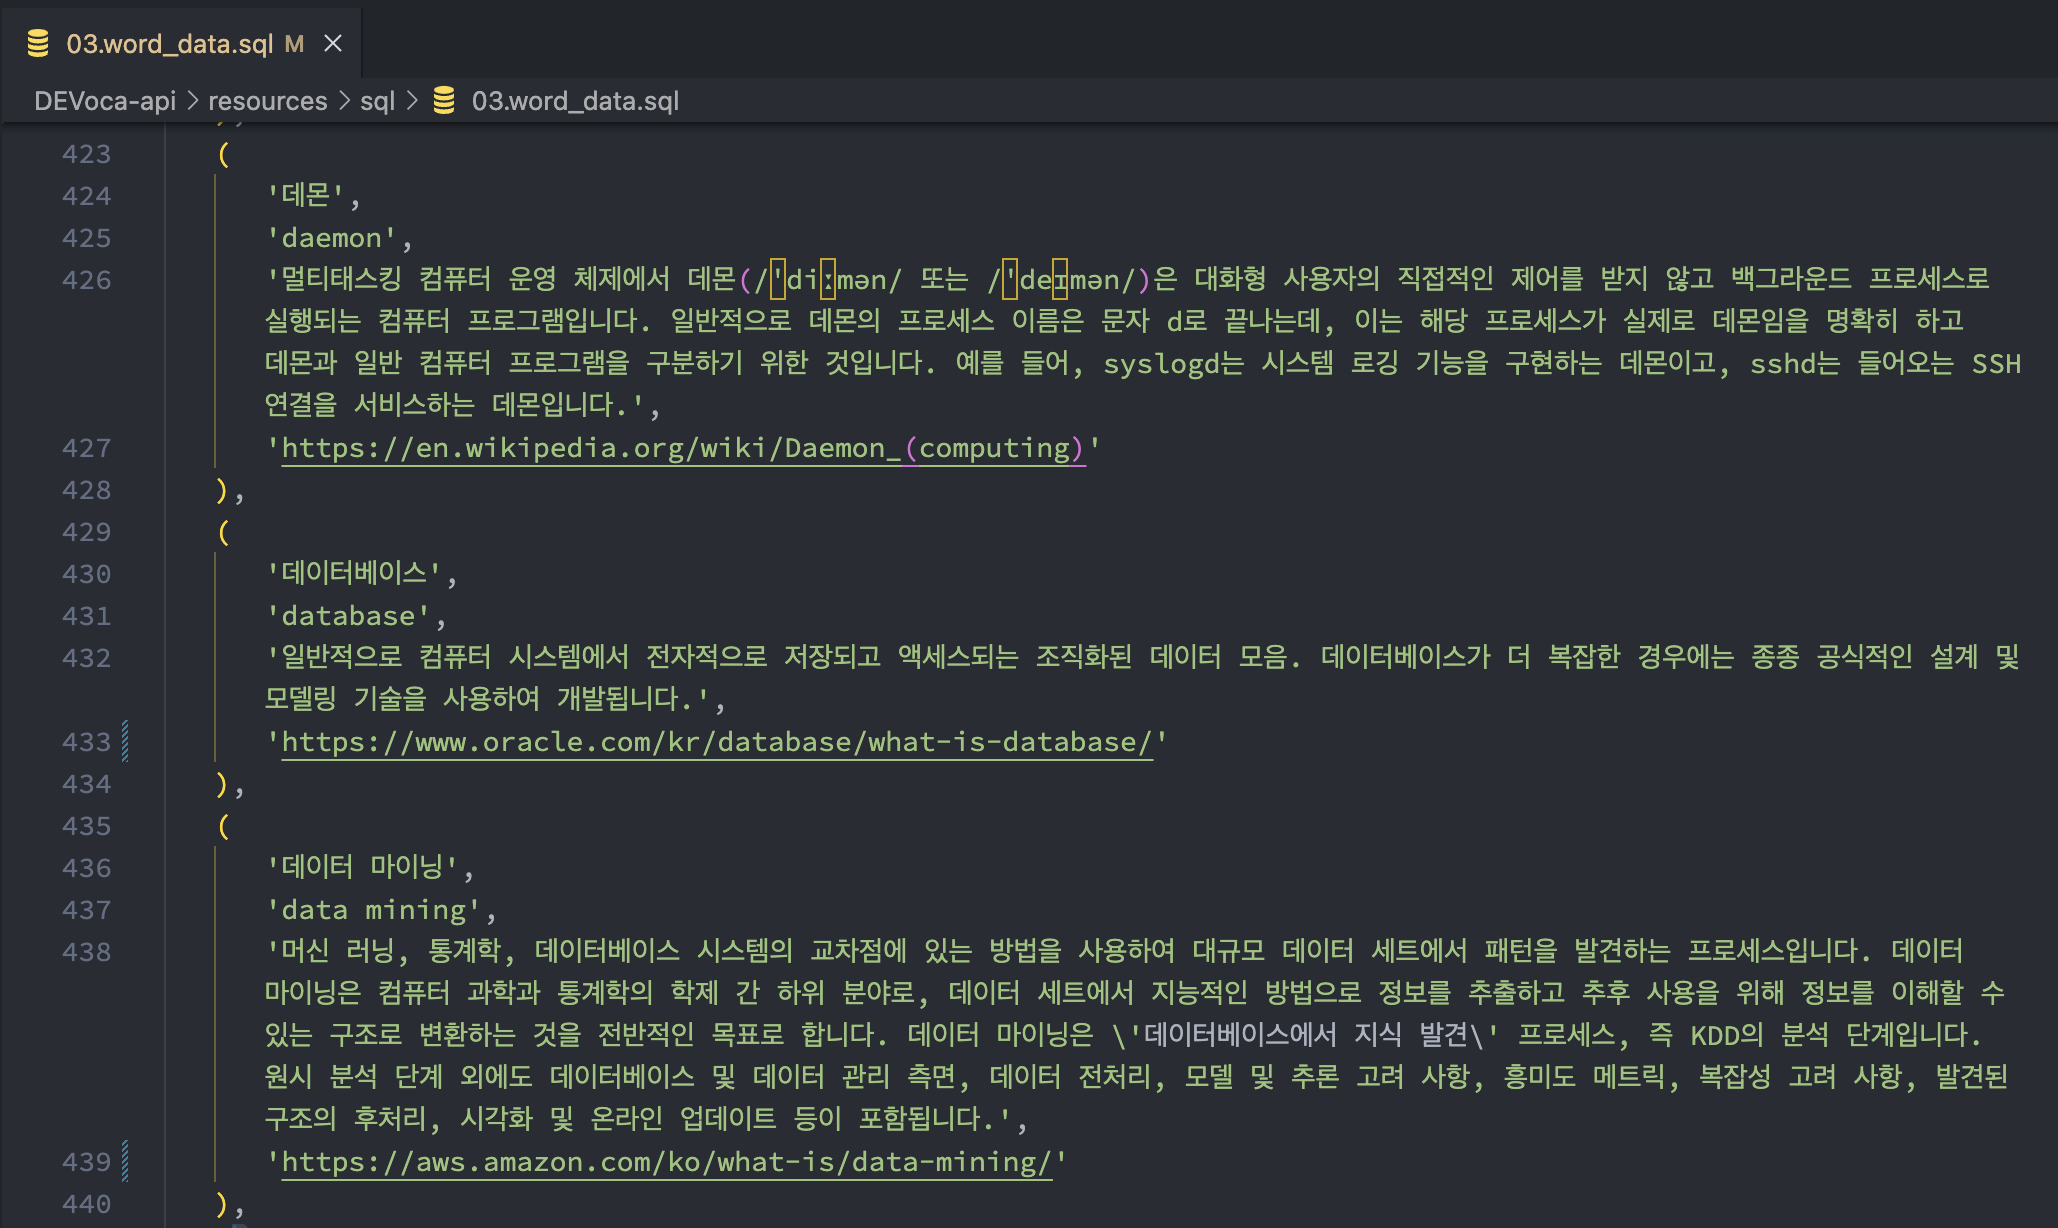 03.word_data.sql M
DEVoca-api > resources > sql > 03.word_data.sql
423 (
424 '데몬',
425 'daemon',
426 '멀티태스킹 컴퓨터 운영 체제에서 데몬(/ˈdiːmən/ 또는 /ˈdeɪmən/)은 대화형 사용자의 직접적인 제어를 받지 않고 백그라운드 프로세스로
실행되는 컴퓨터 프로그램입니다. 일반적으로 데몬의 프로세스 이름은 문자 d로 끝나는데, 이는 해당 프로세스가 실제로 데몬임을 명확히 하고
데몬과 일반 컴퓨터 프로그램을 구분하기 위한 것입니다. 예를 들어, syslogd는 시스템 로깅 기능을 구현하는 데몬이고, sshd는 들어오는 SSH
연결을 서비스하는 데몬입니다.',
427 'https://en.wikipedia.org/wiki/Daemon_(computing)'
428 ),
429 (
430 '데이터베이스',
431 'database',
432 '일반적으로 컴퓨터 시스템에서 전자적으로 저장되고 액세스되는 조직화된 데이터 모음. 데이터베이스가 더 복잡한 경우에는 종종 공식적인 설계 및
모델링 기술을 사용하여 개발됩니다.',
433 'https://www.oracle.com/kr/database/what-is-database/'
434 ),
435 (
436 '데이터 마이닝',
437 'data mining',
438 '머신 러닝, 통계학, 데이터베이스 시스템의 교차점에 있는 방법을 사용하여 대규모 데이터 세트에서 패턴을 발견하는 프로세스입니다. 데이터
마이닝은 컴퓨터 과학과 통계학의 학제 간 하위 분야로, 데이터 세트에서 지능적인 방법으로 정보를 추출하고 추후 사용을 위해 정보를 이해할 수
있는 구조로 변환하는 것을 전반적인 목표로 합니다. 데이터 마이닝은 \'데이터베이스에서 지식 발견\' 프로세스, 즉 KDD의 분석 단계입니다.
원시 분석 단계 외에도 데이터베이스 및 데이터 관리 측면, 데이터 전처리, 모델 및 추론 고려 사항, 흥미도 메트릭, 복잡성 고려 사항, 발견된
구조의 후처리, 시각화 및 온라인 업데이트 등이 포함됩니다.',
439 'https://aws.amazon.com/ko/what-is/data-mining/'
440 ),